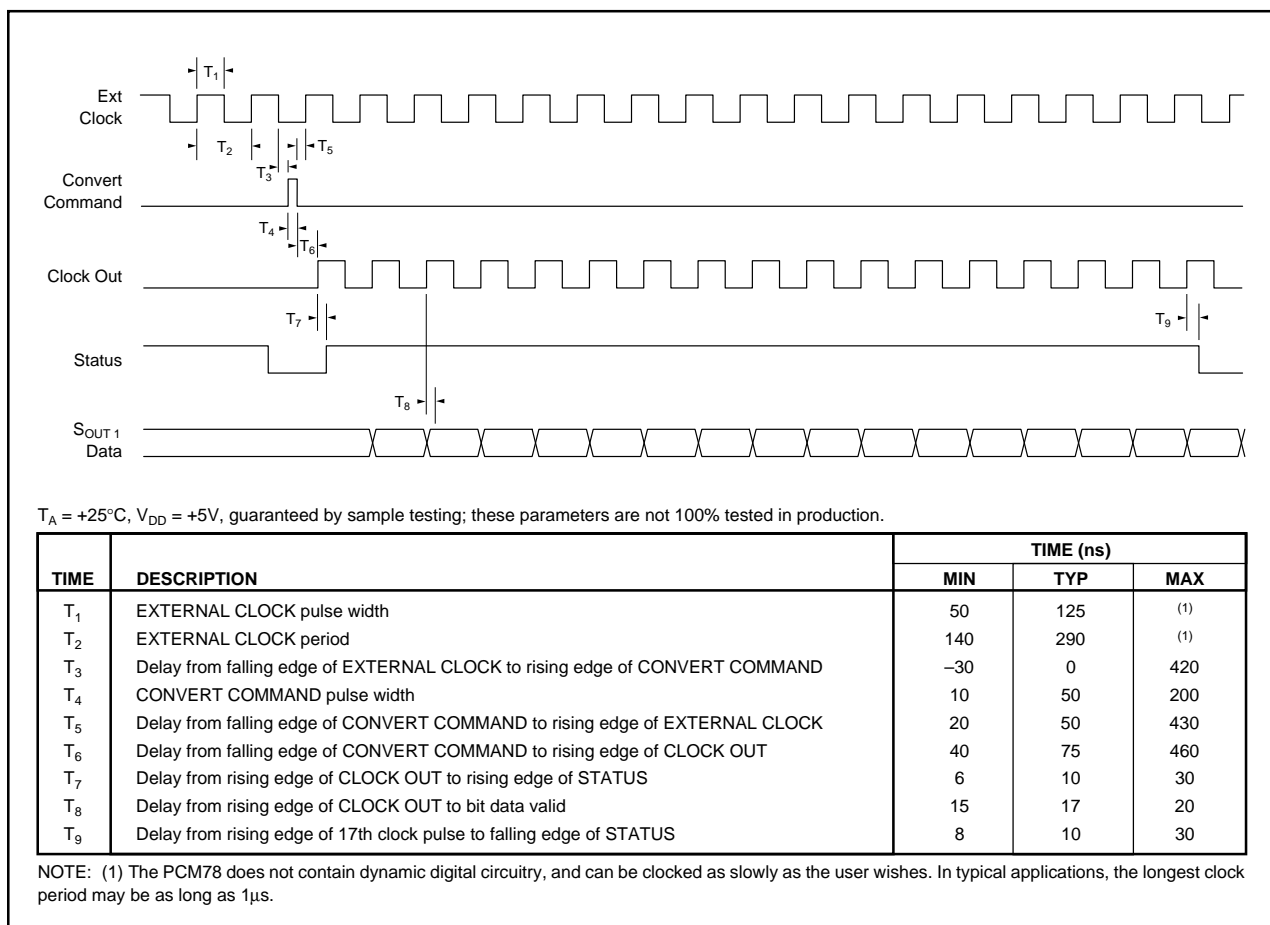 T1
Ext
Clock
T2
T5
T3
Convert
Command
T4
T6
Clock Out
T7
T9
Status
T8
SOUT 1
Data
TA = +25°C, VDD = +5V, guaranteed by sample testing; these parameters are not 100% tested in production.
TIME (ns)
TIME DESCRIPTION MIN TYP MAX
T1 EXTERNAL CLOCK pulse width 50 125 (1)
T2 EXTERNAL CLOCK period 140 290 (1)
T3 Delay from falling edge of EXTERNAL CLOCK to rising edge of CONVERT COMMAND –30 0 420
T4 CONVERT COMMAND pulse width 10 50 200
T5 Delay from falling edge of CONVERT COMMAND to rising edge of EXTERNAL CLOCK 20 50 430
T6 Delay from falling edge of CONVERT COMMAND to rising edge of CLOCK OUT 40 75 460
T7 Delay from rising edge of CLOCK OUT to rising edge of STATUS 6 10 30
T8 Delay from rising edge of CLOCK OUT to bit data valid 15 17 20
T9 Delay from rising edge of 17th clock pulse to falling edge of STATUS 8 10 30
NOTE: (1) The PCM78 does not contain dynamic digital circuitry, and can be clocked as slowly as the user wishes. In typical applications, the longest clock
period may be as long as 1µs.